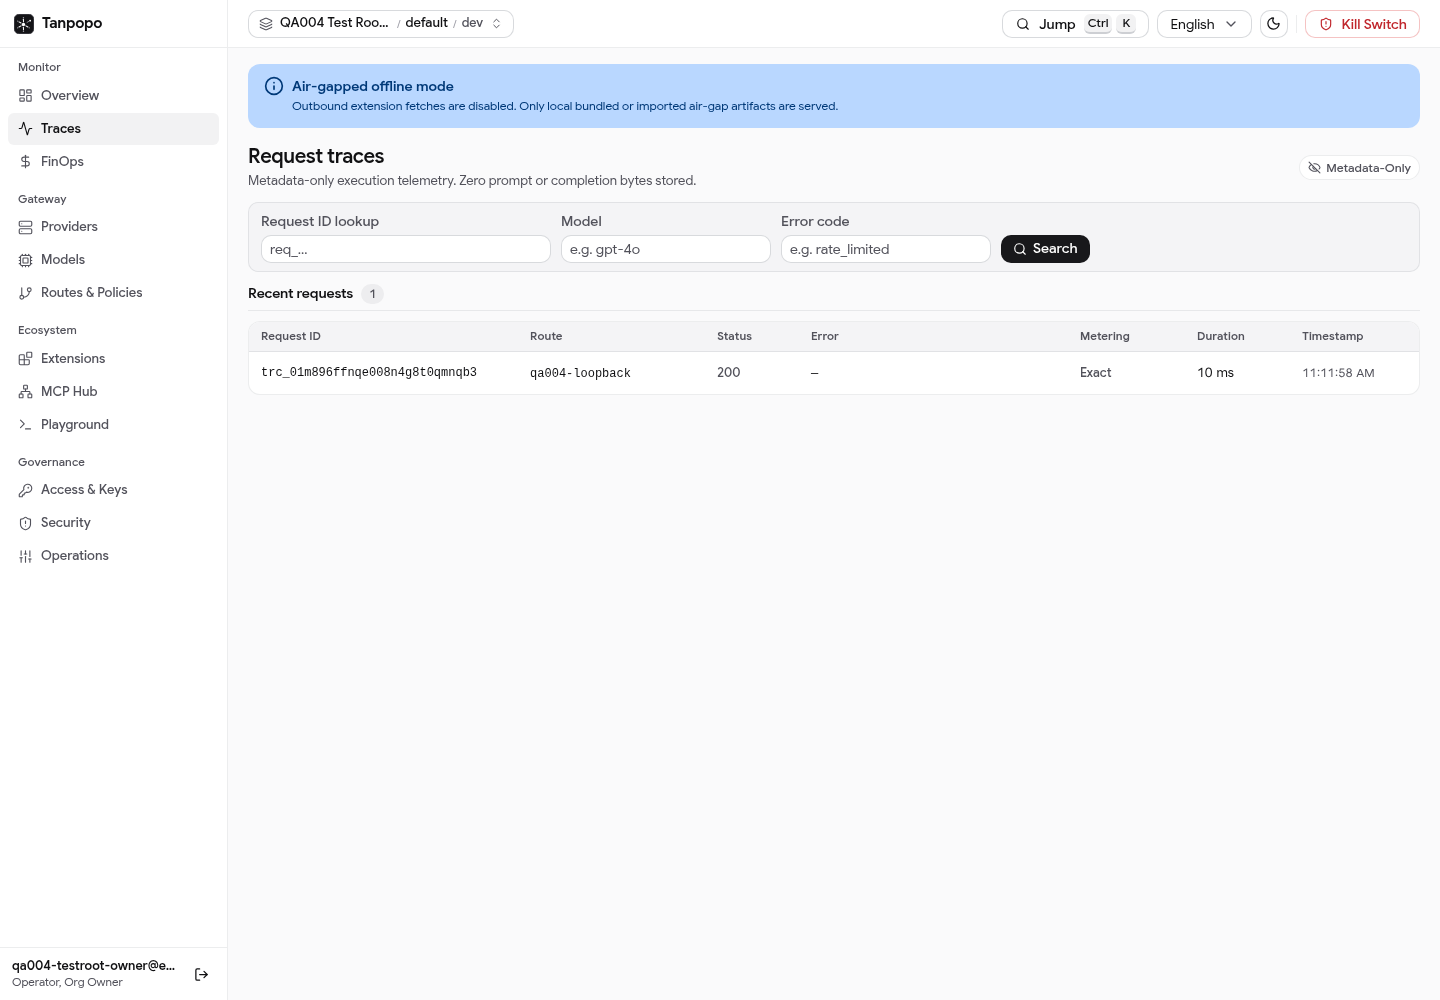 Tanpopo
QA004 Test Roo... / default / dev
Jump Ctrl K
English
Kill Switch
Monitor
Overview
Traces
FinOps
Gateway
Providers
Models
Routes & Policies
Ecosystem
Extensions
MCP Hub
Playground
Governance
Access & Keys
Security
Operations
qa004-testroot-owner@e...
Operator, Org Owner
Air-gapped offline mode
Outbound extension fetches are disabled. Only local bundled or imported air-gap artifacts are served.
Request traces
Metadata-only execution telemetry. Zero prompt or completion bytes stored.
Metadata-Only
Request ID lookup Model Error code
req_... e.g. gpt-4o e.g. rate_limited Search
Recent requests 1
Request ID Route Status Error Metering Duration Timestamp
trc_01m896ffnqe008n4g8t0qmnqb3 qa004-loopback 200 — Exact 10 ms 11:11:58 AM